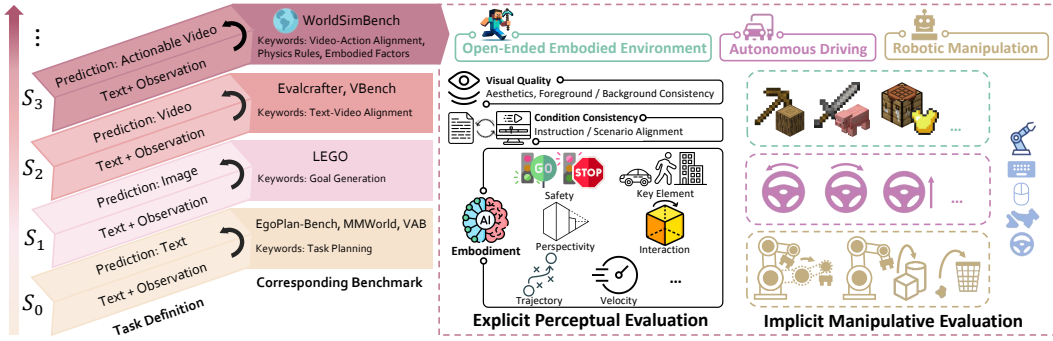 ⋮
S3
Prediction: Actionable Video
Text+ Observation
WorldSimBench
Keywords: Video-Action Alignment,
Physics Rules, Embodied Factors
S2
Prediction: Video
Text + Observation
Evalcrafter, VBench
Keywords: Text-Video Alignment
S1
Prediction: Image
Text + Observation
LEGO
Keywords: Goal Generation
S0
Prediction: Text
Text + Observation
EgoPlan-Bench, MMWorld, VAB
Keywords: Task Planning
Task Definition
Corresponding Benchmark
Open-Ended Embodied Environment
Autonomous Driving
Robotic Manipulation
Visual Quality
Aesthetics, Foreground / Background Consistency
Condition Consistency
Instruction / Scenario Alignment
AI
Embodiment
GO
STOP
Safety
Key Element
Perspectivity
Interaction
Trajectory
Velocity
...
Explicit Perceptual Evaluation
...
...
Implicit Manipulative Evaluation